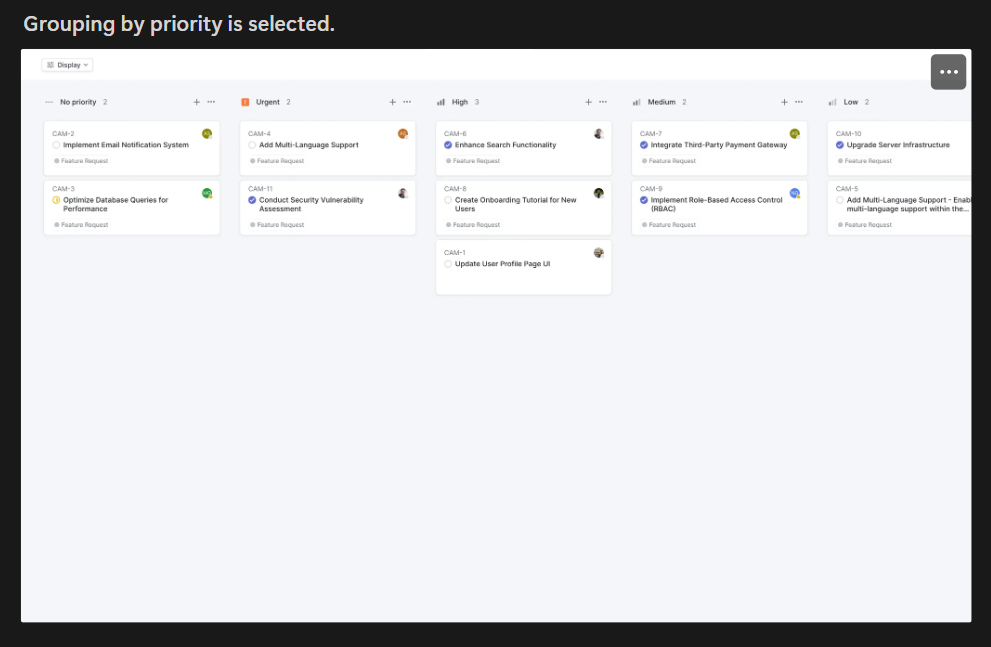 Grouping by priority is selected.
Display
No priority 2
CAM-2
Implement Email Notification System
Feature Request
CAM-3
Optimize Database Queries for
Performance
Feature Request
Urgent 2
CAM-4
Add Multi-Language Support
Feature Request
CAM-11
Conduct Security Vulnerability
Assessment
Feature Request
High 3
CAM-6
Enhance Search Functionality
Feature Request
CAM-8
Create Onboarding Tutorial for New
Users
Feature Request
CAM-1
Update User Profile Page UI
Medium 2
CAM-7
Integrate Third-Party Payment Gateway
Feature Request
CAM-9
Implement Role-Based Access Control
(RBAC)
Feature Request
Low 2
CAM-10
Upgrade Server Infrastructure
Feature Request
CAM-5
Add Multi-Language Support - Enab
multi-language support within the...
Feature Request